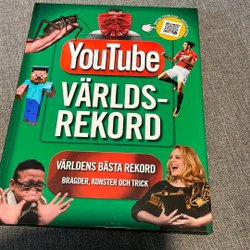 YouTube
VÄRLDS-
REKORD
VÄRLDENS BÄSTA REKORD
BRAGDER, KONSTER OCH TRICK